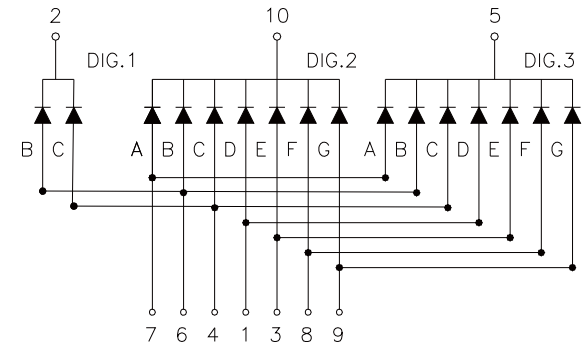 2 10 5
DIG.1 DIG.2 DIG.3
B C A B C D E F G A B C D E F G
7 6 4 1 3 8 9